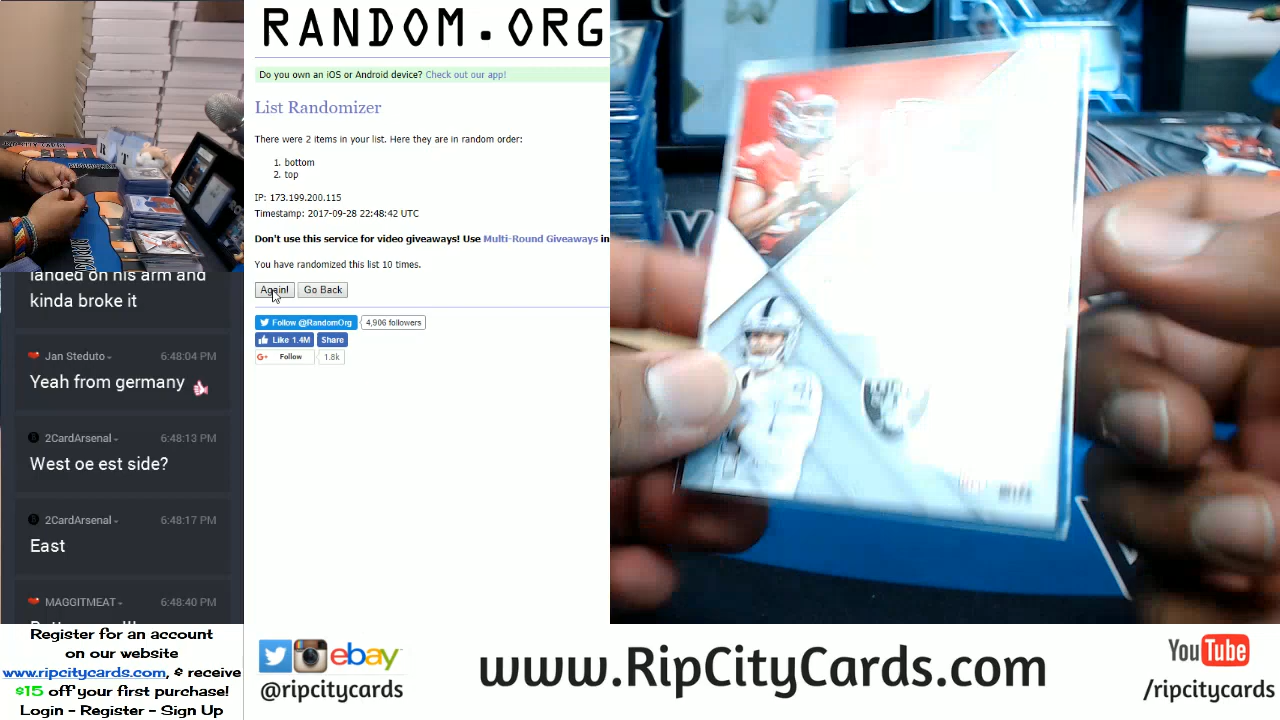 RANDOM.ORG
Do you own an iOS or Android device? Check out our app!
List Randomizer
There were 2 items in your list. Here they are in random order:
1. bottom
2. top
IP: 173.199.200.115
Timestamp: 2017-09-28 22:48:42 UTC
Don't use this service for video giveaways! Use Multi-Round Giveaways in
You have randomized this list 10 times.
Again!
Go Back
Follow @RandomOrg
4,906 followers
Like 1.4M
Share
Follow
1.8k
landed on his arm and
kinda broke it
Jan Steduto
6:48:04 PM
Yeah from germany
2CardArsenal
6:48:13 PM
West oe est side?
2CardArsenal
6:48:17 PM
East
MAGGITMEAT
6:48:40 PM
Register for an account
on our website
www.ripcitycards.com, & receive
$15 off your first purchase!
Login - Register - Sign Up
ebay
@ripcitycards
www.RipCityCards.com
YouTube
/ripcitycards